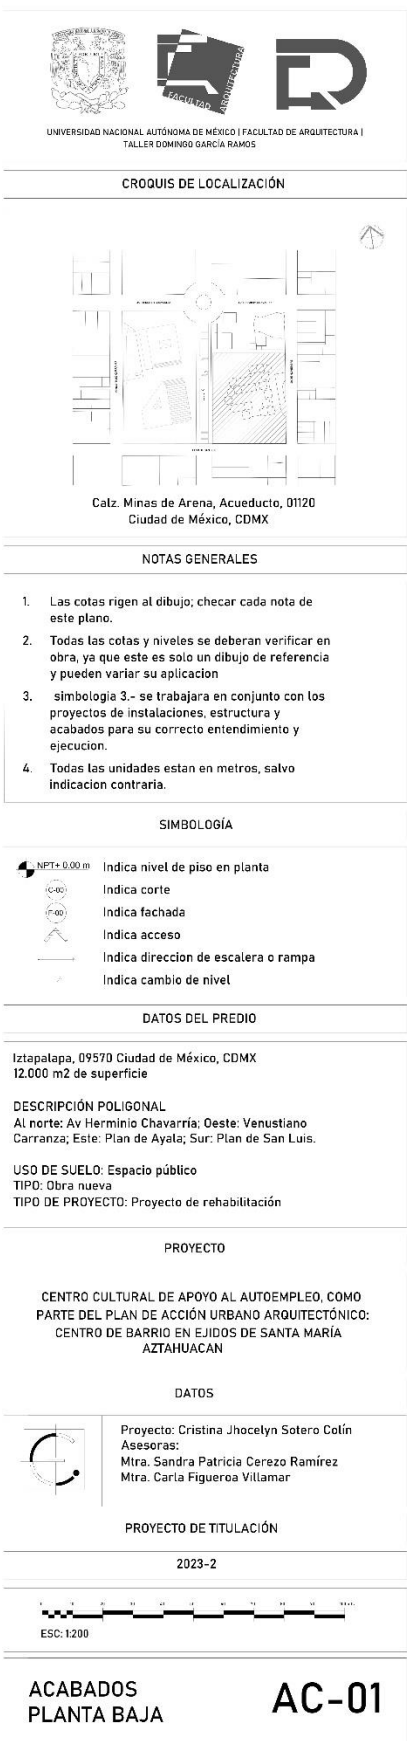 FACULTAD
ARQUITECTURA
UNIVERSIDAD NACIONAL AUTÓNOMA DE MÉXICO | FACULTAD DE ARQUITECTURA |
TALLER DOMINGO GARCÍA RAMOS
CROQUIS DE LOCALIZACIÓN
Calz. Minas de Arena, Acueducto, 01120
Ciudad de México, CDMX
NOTAS GENERALES
1. Las cotas rigen al dibujo; checar cada nota de
este plano.
2. Todas las cotas y niveles se deberan verificar en
obra, ya que este es solo un dibujo de referencia
y pueden variar su aplicacion
3. simbologia 3.- se trabajara en conjunto con los
proyectos de instalaciones, estructura y
acabados para su correcto entendimiento y
ejecucion.
4. Todas las unidades estan en metros, salvo
indicacion contraria.
SIMBOLOGÍA
NPT+ 0.00 m Indica nivel de piso en planta
C-00 Indica corte
F-00 Indica fachada
Indica acceso
Indica direccion de escalera o rampa
Indica cambio de nivel
DATOS DEL PREDIO
Iztapalapa, 09570 Ciudad de México, CDMX
12.000 m2 de superficie
DESCRIPCIÓN POLIGONAL
Al norte: Av Herminio Chavarría; Oeste: Venustiano
Carranza; Este: Plan de Ayala; Sur: Plan de San Luis.
USO DE SUELO: Espacio público
TIPO: Obra nueva
TIPO DE PROYECTO: Proyecto de rehabilitación
PROYECTO
CENTRO CULTURAL DE APOYO AL AUTOEMPLEO, COMO
PARTE DEL PLAN DE ACCIÓN URBANO ARQUITECTÓNICO:
CENTRO DE BARRIO EN EJIDOS DE SANTA MARÍA
AZTAHUACAN
DATOS
Proyecto: Cristina Jhocelyn Sotero Colín
Asesoras:
Mtra. Sandra Patricia Cerezo Ramírez
Mtra. Carla Figueroa Villamar
PROYECTO DE TITULACIÓN
2023-2
ESC: 1:200
ACABADOS
PLANTA BAJA
AC-01